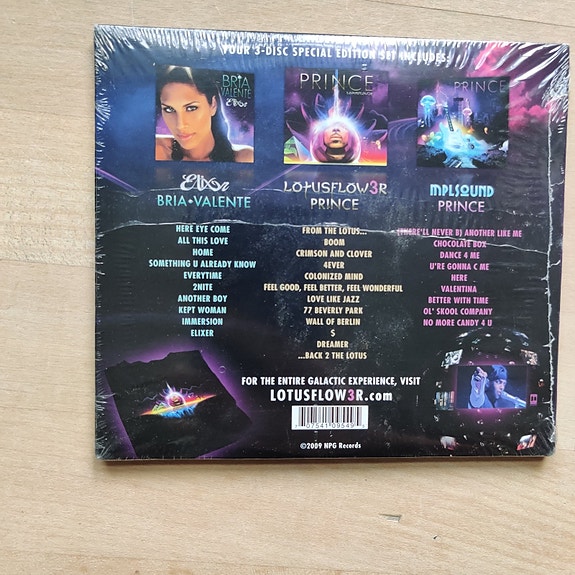 YOUR 3-DISC SPECIAL EDITION SET INCLUDES:
BRIA
VALENTE
Elixer
PRINCE
LOTUSFLOW3R
PRINCE
Elixer
BRIA•VALENTE
LOTUSFLOW3R
PRINCE
MPLSOUND
PRINCE
HERE EYE COME
ALL THIS LOVE
HOME
SOMETHING U ALREADY KNOW
EVERYTIME
2NITE
ANOTHER BOY
KEPT WOMAN
IMMERSION
ELIXER
FROM THE LOTUS...
BOOM
CRIMSON AND CLOVER
4EVER
COLONIZED MIND
FEEL GOOD, FEEL BETTER, FEEL WONDERFUL
LOVE LIKE JAZZ
77 BEVERLY PARK
WALL OF BERLIN
$
DREAMER
...BACK 2 THE LOTUS
(THERE'LL NEVER B) ANOTHER LIKE ME
CHOCOLATE BOX
DANCE 4 ME
U'RE GONNA C ME
HERE
VALENTINA
BETTER WITH TIME
OL' SKOOL COMPANY
NO MORE CANDY 4 U
FOR THE ENTIRE GALACTIC EXPERIENCE, VISIT
LOTUSFLOW3R.com
©2009 NPG Records